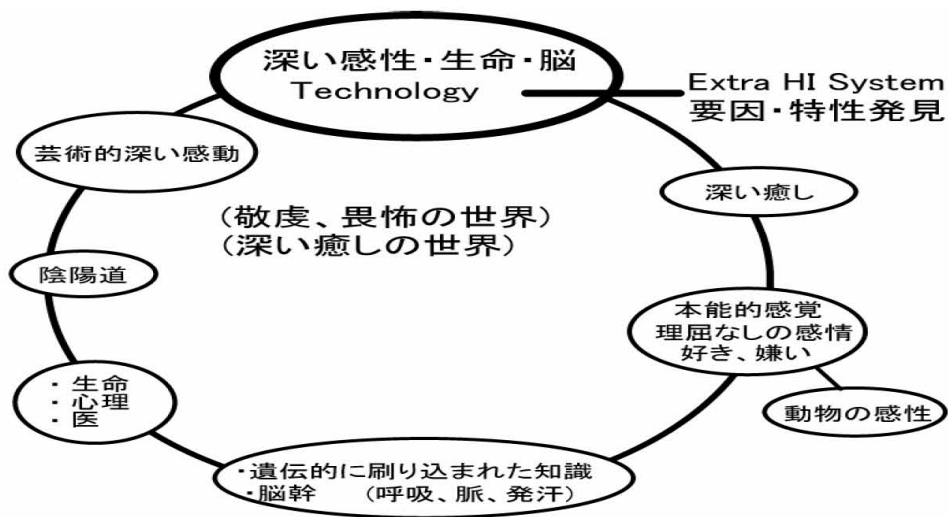 深い感性・生命・脳
Technology
Extra HI System
要因・特性発見
芸術的深い感動
深い癒し
(敬虔、畏怖の世界)
(深い癒しの世界)
陰陽道
本能的感覚
理屈なしの感情
好き、嫌い
・生命
・心理
・医
動物の感性
・遺伝的に刷り込まれた知識
・脳幹 (呼吸、脈、発汗)